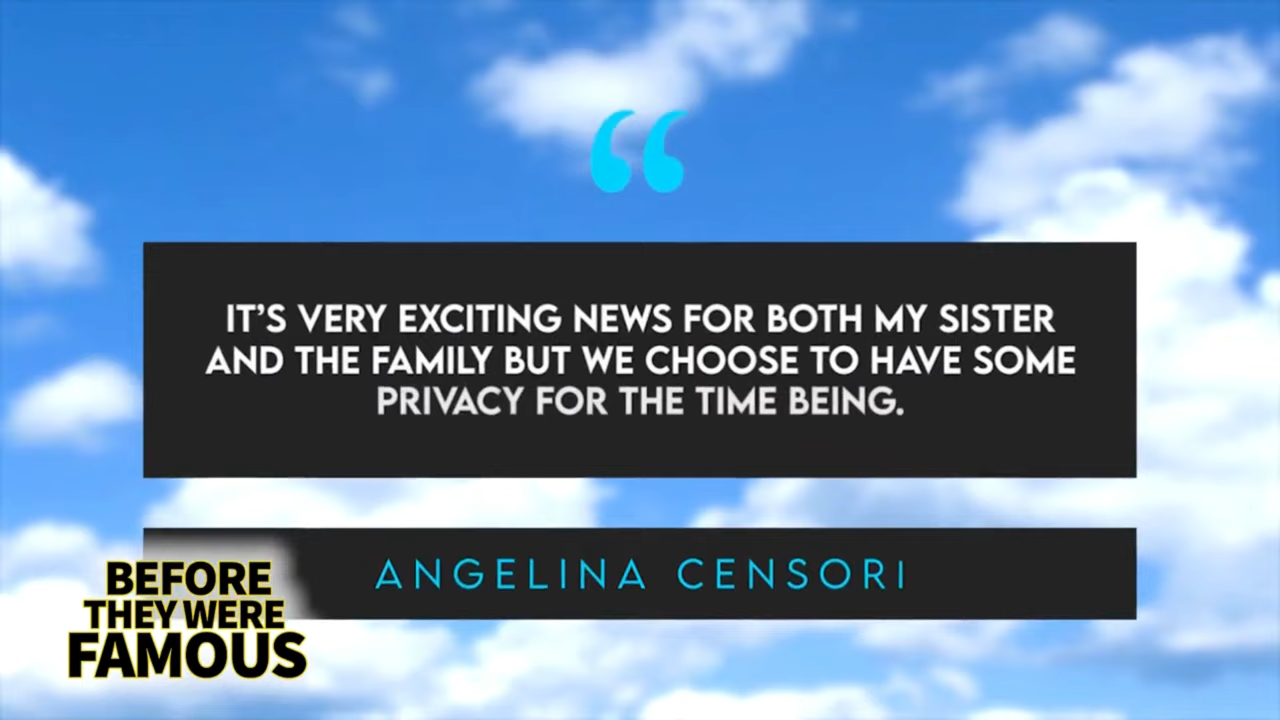 “
IT’S VERY EXCITING NEWS FOR BOTH MY SISTER
AND THE FAMILY BUT WE CHOOSE TO HAVE SOME
PRIVACY FOR THE TIME BEING.
ANGELINA CENSORI
BEFORE
THEY WERE
FAMOUS